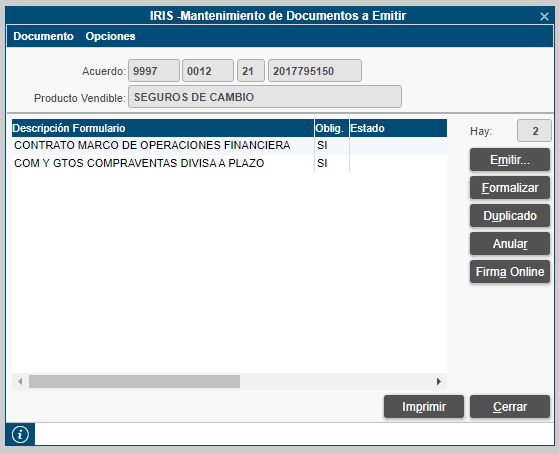 IRIS -Mantenimiento de Documentos a Emitir
Documento Opciones
Acuerdo: 9997 0012 21 2017795150
Producto Vendible: SEGUROS DE CAMBIO
Descripción Formulario Oblig. Estado
CONTRATO MARCO DE OPERACIONES FINANCIERA SI
COM Y GTOS COMPRAVENTAS DIVISA A PLAZO SI
Hay: 2
Emitir...
Formalizar
Duplicado
Anular
Firma Online
Imprimir Cerrar